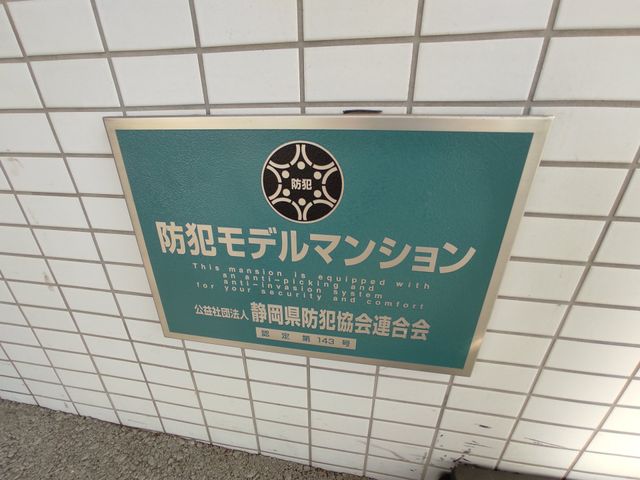 防犯
防犯モデルマンション
This mansion is equipped with
an anti-picking and
anti-invasion system
for your security and comfort
公益社団法人 静岡県防犯協会連合会
認定第143号